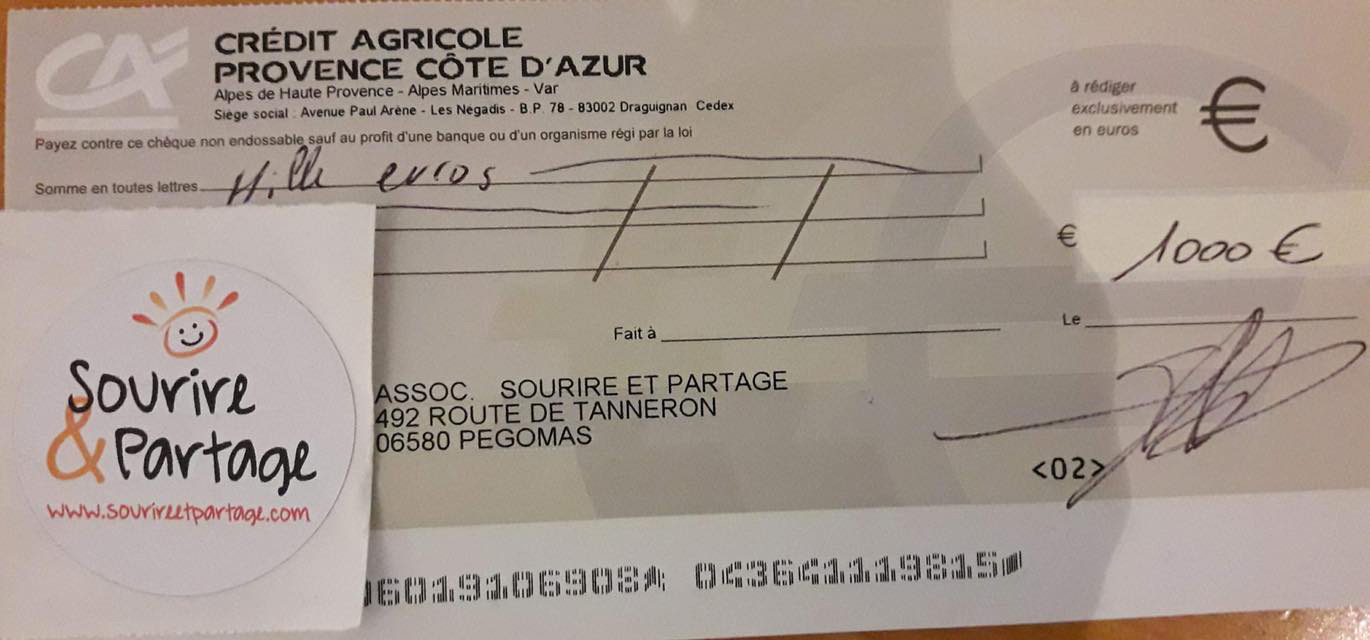 CA
CRÉDIT AGRICOLE
PROVENCE CÔTE D'AZUR
Alpes de Haute Provence - Alpes Maritimes - Var
Siège social : Avenue Paul Arène - Les Négadis - B.P. 78 - 83002 Draguignan Cedex
à rédiger
exclusivement
en euros
€
Payez contre ce chèque non endossable sauf au profit d'une banque ou d'un organisme régi par la loi
Somme en toutes lettres Mille euros
€ 1000 €
Fait à
Le
ASSOC. SOURIRE ET PARTAGE
492 ROUTE DE TANNERON
06580 PEGOMAS
<02>
Sourire
& Partage
www.sourireetpartage.com